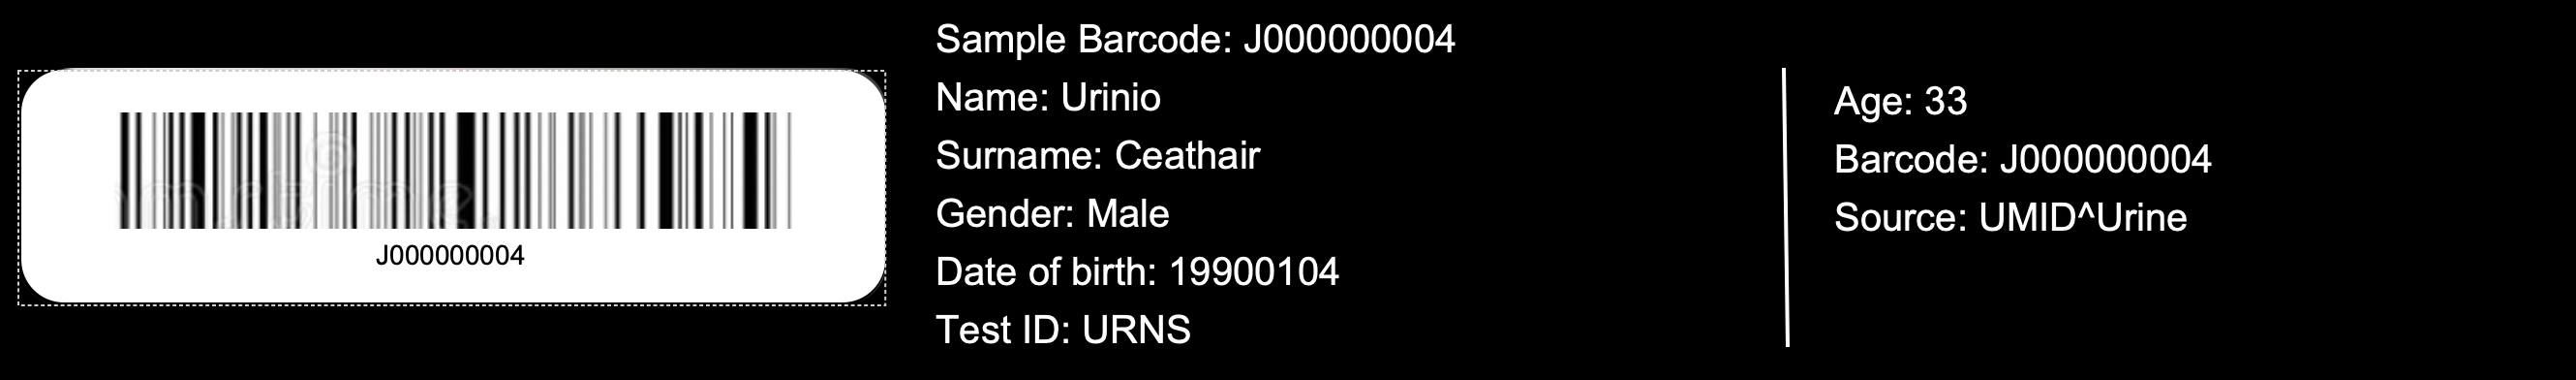 J000000004
Sample Barcode: J000000004
Name: Urinio
Surname: Ceathair
Gender: Male
Date of birth: 19900104
Test ID: URNS
Age: 33
Barcode: J000000004
Source: UMID^Urine